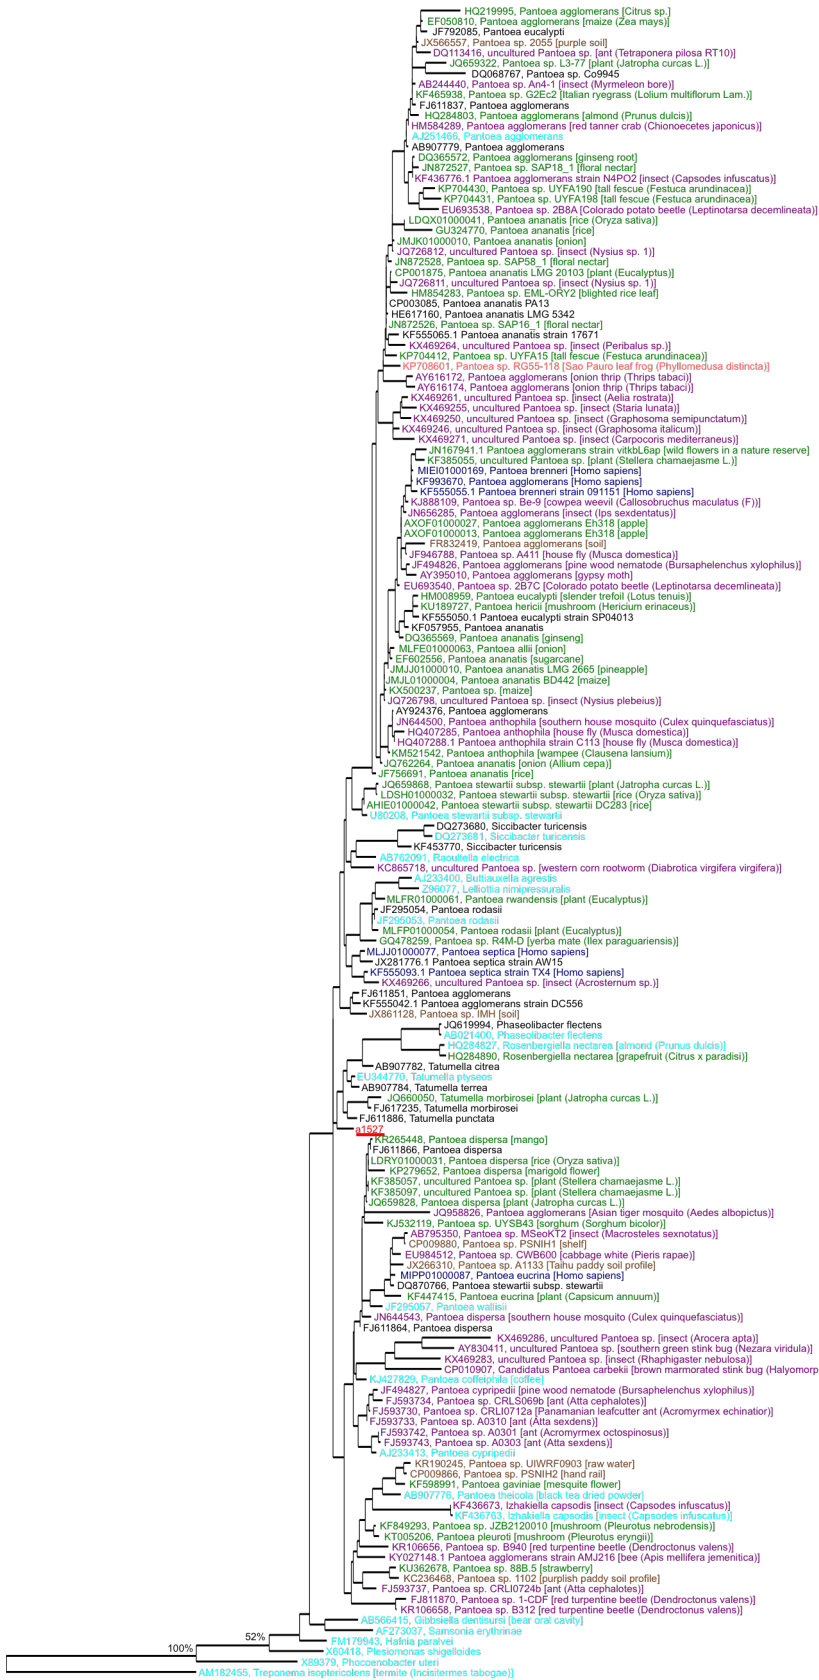 HQ219995, Pantoea agglomerans [Citrus sp.]
EF050810, Pantoea agglomerans [maize (Zea mays)]
JF792085, Pantoea eucalypti
JX566557, Pantoea sp. 2055 [purple soil]
DQ113416, uncultured Pantoea sp. [ant (Tetraponera pilosa RT10)]
JQ659322, Pantoea sp. L3-77 [plant (Jatropha curcas L.)]
DQ068767, Pantoea sp. Co9945
AB244440, Pantoea sp. An4-1 [insect (Myrmeleon bore)]
KF465938, Pantoea sp. G2Ec2 [Italian ryegrass (Lolium multiflorum Lam.)]
FJ611837, Pantoea agglomerans
HQ284803, Pantoea agglomerans [almond (Prunus dulcis)]
HM584289, Pantoea agglomerans [red tanner crab (Chionoecetes japonicus)]
AJ251466, Pantoea agglomerans
AB907779, Pantoea agglomerans
DQ365572, Pantoea agglomerans [ginseng root]
JN872527, Pantoea sp. SAP18_1 [floral nectar]
KF436776.1 Pantoea agglomerans strain N4PO2 [insect (Capsodes infuscatus)]
KP704430, Pantoea sp. UYFA190 [tall fescue (Festuca arundinacea)]
KP704431, Pantoea sp. UYFA198 [tall fescue (Festuca arundinacea)]
EU693538, Pantoea sp. 2B8A [Colorado potato beetle (Leptinotarsa decemlineata)]
LDQX01000041, Pantoea ananatis [rice (Oryza sativa)]
GU324770, Pantoea ananatis [rice]
JMJK01000010, Pantoea ananatis [onion]
JQ726812, uncultured Pantoea sp. [insect (Nysius sp. 1)]
JN872528, Pantoea sp. SAP58_1 [floral nectar]
CP001875, Pantoea ananatis LMG 20103 [plant (Eucalyptus)]
JQ726811, uncultured Pantoea sp. [insect (Nysius sp. 1)]
HM854283, Pantoea sp. EML-ORY2 [blighted rice leaf]
CP003085, Pantoea ananatis PA13
HE617160, Pantoea ananatis LMG 5342
JN872526, Pantoea sp. SAP16_1 [floral nectar]
KF555065.1 Pantoea ananatis strain 17671
KX469264, uncultured Pantoea sp. [insect (Peribalus sp.)]
KP704412, Pantoea sp. UYFA15 [tall fescue (Festuca arundinacea)]
KP708601, Pantoea sp. RG55-118 [Sao Pauro leaf frog (Phyllomedusa distincta)]
AY616172, Pantoea agglomerans [onion thrip (Thrips tabaci)]
AY616174, Pantoea agglomerans [onion thrip (Thrips tabaci)]
KX469261, uncultured Pantoea sp. [insect (Aelia rostrata)]
KX469255, uncultured Pantoea sp. [insect (Staria lunata)]
KX469250, uncultured Pantoea sp. [insect (Graphosoma semipunctatum)]
KX469246, uncultured Pantoea sp. [insect (Graphosoma italicum)]
KX469271, uncultured Pantoea sp. [insect (Carpocoris mediterraneus)]
JN167941.1 Pantoea agglomerans strain vitkbL6ap [wild flowers in a nature reserve]
KF385055, uncultured Pantoea sp. [plant (Stellera chamaejasme L.)]
MIEI01000169, Pantoea brenneri [Homo sapiens]
KF993670, Pantoea agglomerans [Homo sapiens]
KF555055.1 Pantoea brenneri strain 091151 [Homo sapiens]
KJ888109, Pantoea sp. Be-9 [cowpea weevil (Callosobruchus maculatus (F))]
JN656285, Pantoea agglomerans [insect (Ips sexdentatus)]
AXOF01000027, Pantoea agglomerans Eh318 [apple]
AXOF01000013, Pantoea agglomerans Eh318 [apple]
FR832419, Pantoea agglomerans [soil]
JF946788, Pantoea sp. A411 [house fly (Musca domestica)]
JF494826, Pantoea agglomerans [pine wood nematode (Bursaphelenchus xylophilus)]
AY395010, Pantoea agglomerans [gypsy moth]
EU693540, Pantoea sp. 2B7C [Colorado potato beetle (Leptinotarsa decemlineata)]
HM008959, Pantoea eucalypti [slender trefoil (Lotus tenuis)]
KU189727, Pantoea hericii [mushroom (Hericium erinaceus)]
KF555050.1 Pantoea eucalypti strain SP04013
KF057955, Pantoea ananatis
DQ365569, Pantoea ananatis [ginseng]
MLFE01000063, Pantoea allii [onion]
EF602556, Pantoea ananatis [sugarcane]
JMJJ01000010, Pantoea ananatis LMG 2665 [pineapple]
JMJL01000004, Pantoea ananatis BD442 [maize]
KX500237, Pantoea sp. [maize]
JQ726798, uncultured Pantoea sp. [insect (Nysius plebeius)]
AY924376, Pantoea agglomerans
JN644500, Pantoea anthophila [southern house mosquito (Culex quinquefasciatus)]
HQ407285, Pantoea anthophila [house fly (Musca domestica)]
HQ407288.1 Pantoea anthophila strain C113 [house fly (Musca domestica)]
KM521542, Pantoea anthophila [wampee (Clausena lansium)]
JQ762264, Pantoea ananatis [onion (Allium cepa)]
JF756691, Pantoea ananatis [rice]
JQ659868, Pantoea stewartii subsp. stewartii [plant (Jatropha curcas L.)]
LDSH01000032, Pantoea stewartii subsp. stewartii [rice (Oryza sativa)]
AHIE01000042, Pantoea stewartii subsp. stewartii DC283 [rice]
U80208, Pantoea stewartii subsp. stewartii
DQ273680, Siccibacter turicensis
DQ273681, Siccibacter turicensis
KF453770, Siccibacter turicensis
AB762091, Raoultella electrica
KC865718, uncultured Pantoea sp. [western corn rootworm (Diabrotica virgifera virgifera)]
AJ233400, Buttiauxella agrestis
Z96077, Lelliottia nimipressuralis
MLFR01000061, Pantoea rwandensis [plant (Eucalyptus)]
JF295054, Pantoea rodasii
JF295053, Pantoea rodasii
MLFP01000054, Pantoea rodasii [plant (Eucalyptus)]
GQ478259, Pantoea sp. R4M-D [yerba mate (Ilex paraguariensis)]
MLJJ01000077, Pantoea septica [Homo sapiens]
JX281776.1 Pantoea septica strain AW15
KF555093.1 Pantoea septica strain TX4 [Homo sapiens]
KX469266, uncultured Pantoea sp. [insect (Acrosternum sp.)]
FJ611851, Pantoea agglomerans
KF555042.1 Pantoea agglomerans strain DC556
JX861128, Pantoea sp. IMH [soil]
JQ619994, Phaseolibacter flectens
AB021400, Phaseolibacter flectens
HQ284827, Rosenbergiella nectarea [almond (Prunus dulcis)]
HQ284890, Rosenbergiella nectarea [grapefruit (Citrus x paradisi)]
AB907782, Tatumella citrea
EU344770, Tatumella ptyseos
AB907784, Tatumella terrea
JQ660050, Tatumella morbirosei [plant (Jatropha curcas L.)]
FJ617235, Tatumella morbirosei
FJ611886, Tatumella punctata
a1527
KR265448, Pantoea dispersa [mango]
FJ611866, Pantoea dispersa
LDRY01000031, Pantoea dispersa [rice (Oryza sativa)]
KP279652, Pantoea dispersa [marigold flower]
KF385057, uncultured Pantoea sp. [plant (Stellera chamaejasme L.)]
KF385097, uncultured Pantoea sp. [plant (Stellera chamaejasme L.)]
JQ659828, Pantoea dispersa [plant (Jatropha curcas L.)]
JQ958826, Pantoea agglomerans [Asian tiger mosquito (Aedes albopictus)]
KJ532119, Pantoea sp. UYSB43 [sorghum (Sorghum bicolor)]
AB795350, Pantoea sp. MSeoKT2 [insect (Macrosteles sexnotatus)]
CP009880, Pantoea sp. PSNIH1 [shelf]
EU984512, Pantoea sp. CWB600 [cabbage white (Pieris rapae)]
JX266310, Pantoea sp. A1133 [Taihu paddy soil profile]
MIPP01000087, Pantoea eucrina [Homo sapiens]
DQ870766, Pantoea stewartii subsp. stewartii
KF447415, Pantoea eucrina [plant (Capsicum annuum)]
JF295057, Pantoea wallisii
JN644543, Pantoea dispersa [southern house mosquito (Culex quinquefasciatus)]
FJ611864, Pantoea dispersa
KX469286, uncultured Pantoea sp. [insect (Arocera apta)]
AY830411, uncultured Pantoea sp. [southern green stink bug (Nezara viridula)]
KX469283, uncultured Pantoea sp. [insect (Rhaphigaster nebulosa)]
CP010907, Candidatus Pantoea carbekii [brown marmorated stink bug (Halyomorp
KJ427829, Pantoea coffeiphila [coffee]
JF494827, Pantoea cypripedii [pine wood nematode (Bursaphelenchus xylophilus)]
FJ593734, Pantoea sp. CRLS069b [ant (Atta cephalotes)]
FJ593730, Pantoea sp. CRLI0712a [Panamanian leafcutter ant (Acromyrmex echinatior)]
FJ593733, Pantoea sp. A0310 [ant (Atta sexdens)]
FJ593742, Pantoea sp. A0301 [ant (Acromyrmex octospinosus)]
FJ593743, Pantoea sp. A0303 [ant (Atta sexdens)]
AJ233413, Pantoea cypripedii
KR190245, Pantoea sp. UIWRF0903 [raw water]
CP009866, Pantoea sp. PSNIH2 [hand rail]
KF598991, Pantoea gaviniae [mesquite flower]
AB907778, Pantoea theicola [black tea dried powder]
KF436673, Izhakiella capsodis [insect (Capsodes infuscatus)]
KF436763, Izhakiella capsodis [insect (Capsodes infuscatus)]
KF849293, Pantoea sp. JZB2120010 [mushroom (Pleurotus nebrodensis)]
KT005206, Pantoea pleuroti [mushroom (Pleurotus eryngii)]
KR106656, Pantoea sp. B940 [red turpentine beetle (Dendroctonus valens)]
KY027148.1 Pantoea agglomerans strain AMJ216 [bee (Apis mellifera jemenitica)]
KU362678, Pantoea sp. 88B.5 [strawberry]
KC236468, Pantoea sp. 1102 [purplish paddy soil profile]
FJ593737, Pantoea sp. CRLI0724b [ant (Atta cephalotes)]
FJ811870, Pantoea sp. 1-CDF [red turpentine beetle (Dendroctonus valens)]
KR106658, Pantoea sp. B312 [red turpentine beetle (Dendroctonus valens)]
AB566415, Gibbsiella dentisursi [bear oral cavity]
AF273037, Samsonia erythrinae
52%
FM179943, Hafnia paralvei
100%
X60418, Plesiomonas shigelloides
X89379, Phocoenobacter uteri
AM182455, Treponema isoptericolens [termite (Incisitermes tabogae)]